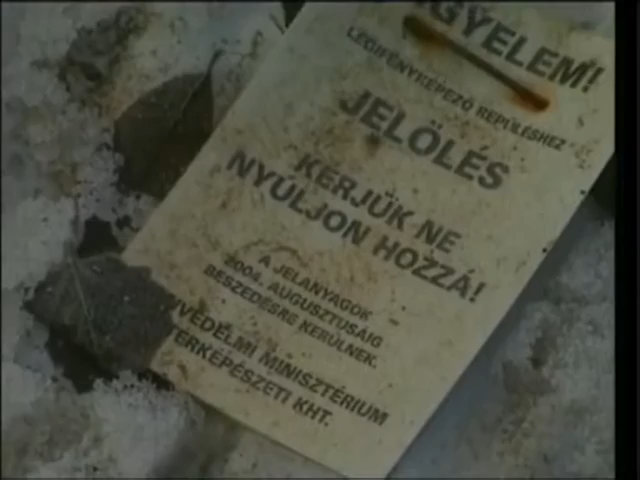 GYELEM!
LÉGIFÉNYKÉPEZŐ REPÜLÉSHEZ
JELÖLÉS
KÉRJÜK NE
NYÚLJON HOZZÁ!
A JELANYAGOK
2004. AUGUSZTUSÁIG
BESZEDÉSRE KERÜLNEK.
VÉDELMI MINISZTÉRIUM
TÉRKÉPÉSZETI KHT.